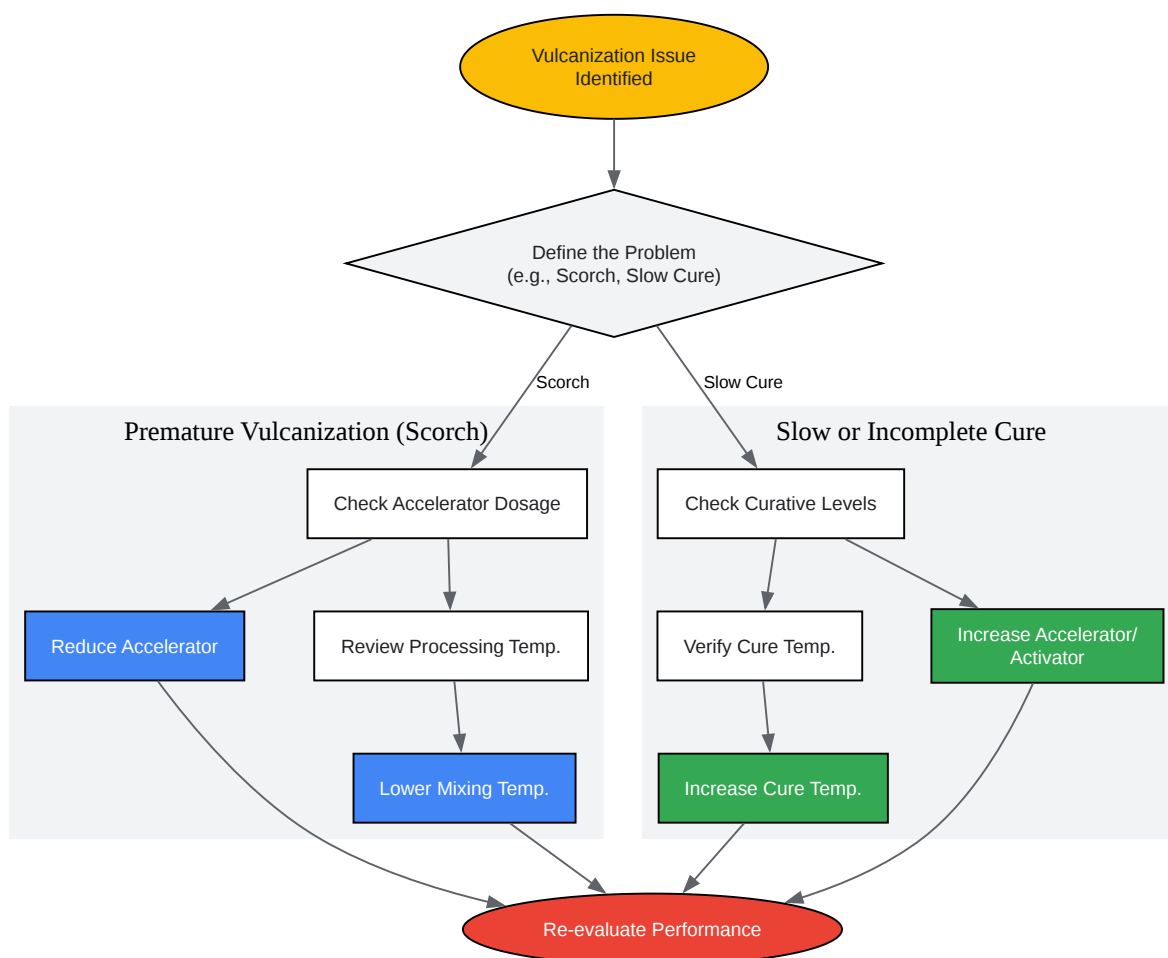 Vulcanization Issue
Identified
Define the Problem
(e.g., Scorch, Slow Cure)
Scorch
Slow Cure
Premature Vulcanization (Scorch)
Slow or Incomplete Cure
Check Accelerator Dosage
Check Curative Levels
Reduce Accelerator
Review Processing Temp.
Verify Cure Temp.
Increase Accelerator/
Activator
Lower Mixing Temp.
Increase Cure Temp.
Re-evaluate Performance